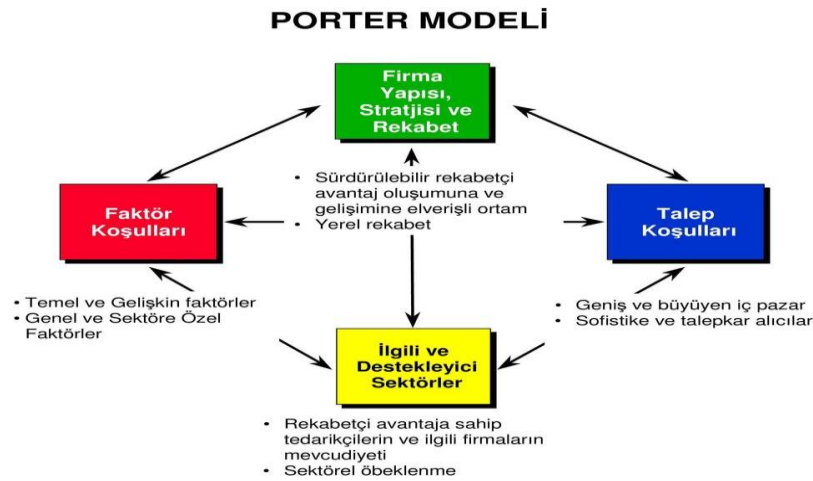 PORTER MODELİ
Firma
Yapısı,
Stratjisi ve
Rekabet
• Sürdürülebilir rekabetçi
avantaj oluşumuna ve
gelişimine elverişli ortam
• Yerel rekabet
Faktör
Koşulları
Talep
Koşulları
• Temel ve Gelişkin faktörler
• Genel ve Sektöre Özel
Faktörler
• Geniş ve büyüyen iç pazar
• Sofistike ve talepkar alıcılar
İlgili ve
Destekleyici
Sektörler
• Rekabetçi avantaja sahip
tedarikçilerin ve ilgili firmaların
mevcudiyeti
• Sektörel öbeklenme